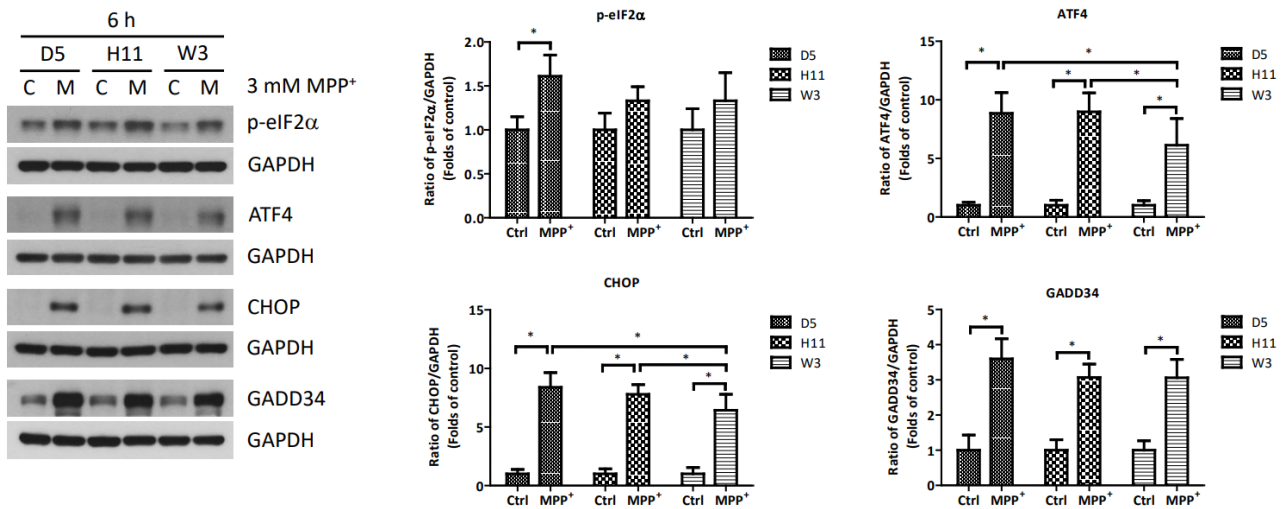 6 h
D5 H11 W3
C M C M C M 3 mM MPP⁺
p-eIF2α
GAPDH
ATF4
GAPDH
CHOP
GAPDH
GADD34
GAPDH
p-eIF2α
Ratio of p-eIF2α/GAPDH
(Folds of control)
2.0
1.5
1.0
0.5
0.0
*
Ctrl MPP⁺ Ctrl MPP⁺ Ctrl MPP⁺
D5
H11
W3
ATF4
Ratio of ATF4/GAPDH
(Folds of control)
15
10
5
0
* *
* *
*
Ctrl MPP⁺ Ctrl MPP⁺ Ctrl MPP⁺
D5
H11
W3
CHOP
Ratio of CHOP/GAPDH
(Folds of control)
15
10
5
0
* *
* *
*
Ctrl MPP⁺ Ctrl MPP⁺ Ctrl MPP⁺
D5
H11
W3
GADD34
Ratio of GADD34/GAPDH
(Folds of control)
5
4
3
2
1
0
* * *
Ctrl MPP⁺ Ctrl MPP⁺ Ctrl MPP⁺
D5
H11
W3